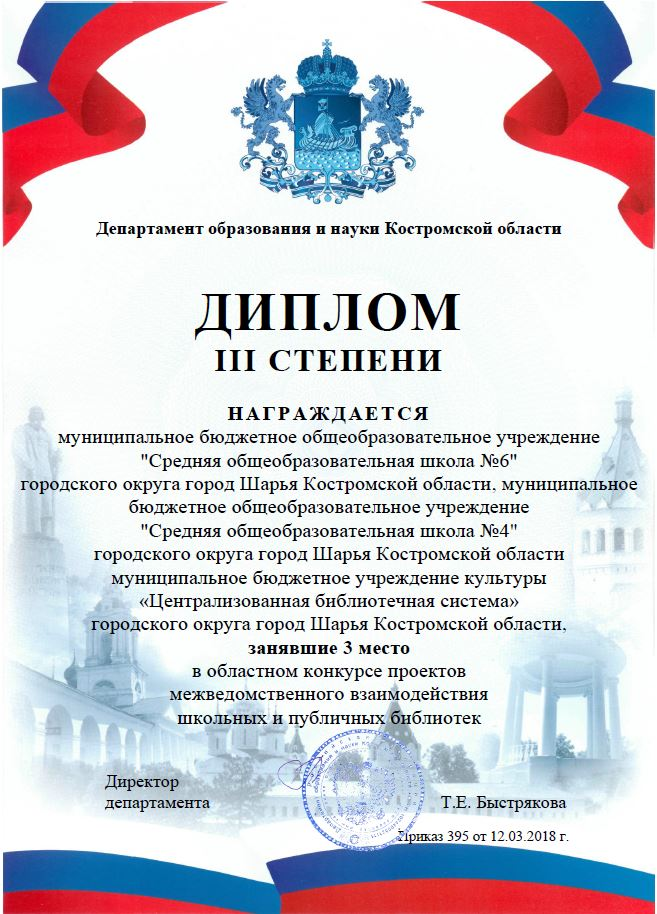 Департамент образования и науки Костромской области
ДИПЛОМ
III СТЕПЕНИ
НАГРАЖДАЕТСЯ
муниципальное бюджетное общеобразовательное учреждение
"Средняя общеобразовательная школа №6"
городского округа город Шарья Костромской области, муниципальное
бюджетное общеобразовательное учреждение
"Средняя общеобразовательная школа №4"
городского округа город Шарья Костромской области
муниципальное бюджетное учреждение культуры
«Централизованная библиотечная система»
городского округа город Шарья Костромской области,
занявшие 3 место
в областном конкурсе проектов
межведомственного взаимодействия
школьных и публичных библиотек
Директор
департамента
Т.Е. Быстрякова
Приказ 395 от 12.03.2018 г.